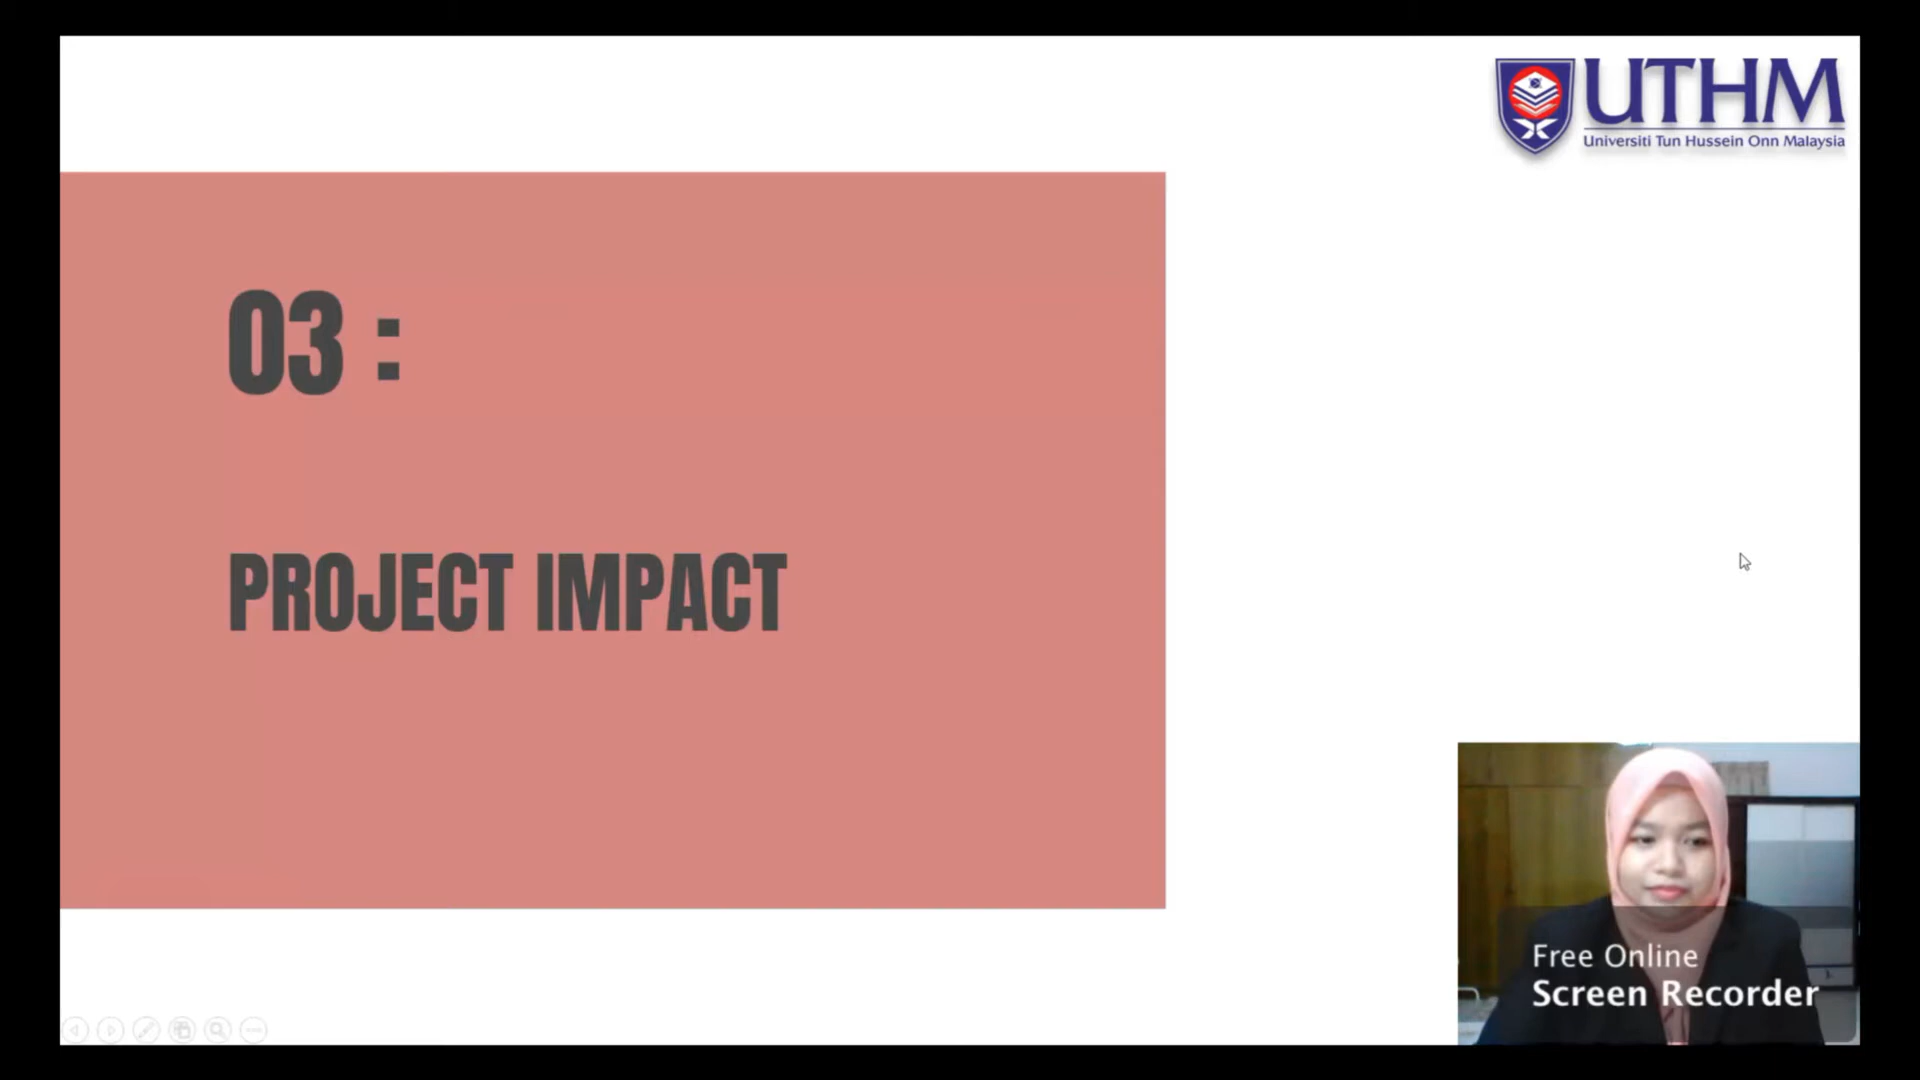 UTHM
Universiti Tun Hussein Onn Malaysia
03 :
PROJECT IMPACT
Free Online
Screen Recorder